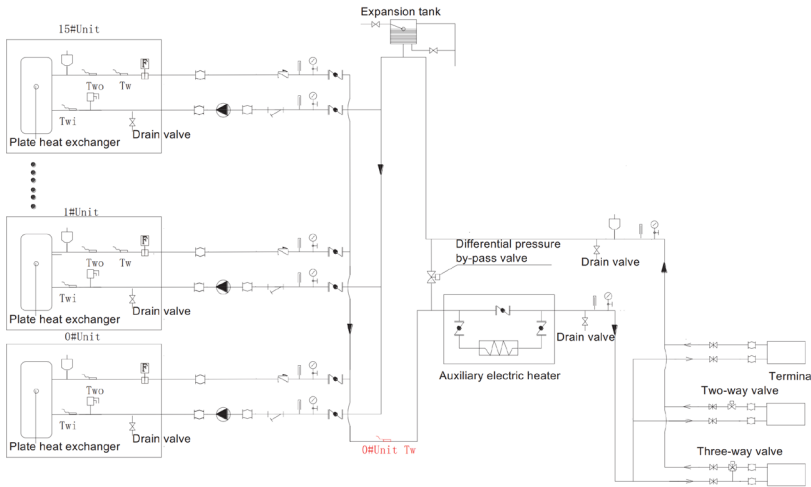 Expansion tank
15#Unit
F
Two
Tw
Twi
Drain valve
Plate heat exchanger
1#Unit
F
Two
Tw
Twi
Drain valve
Plate heat exchanger
Differential pressure
by-pass valve
Drain valve
0#Unit
F
Two
Tw
Twi
Drain valve
Plate heat exchanger
0#Unit Tw
Auxiliary electric heater
Drain valve
Termina
Two-way valve
Three-way valve